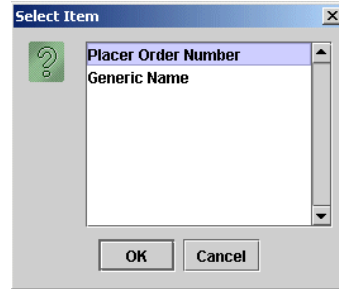 Select Item
Placer Order Number
Generic Name
OK
Cancel